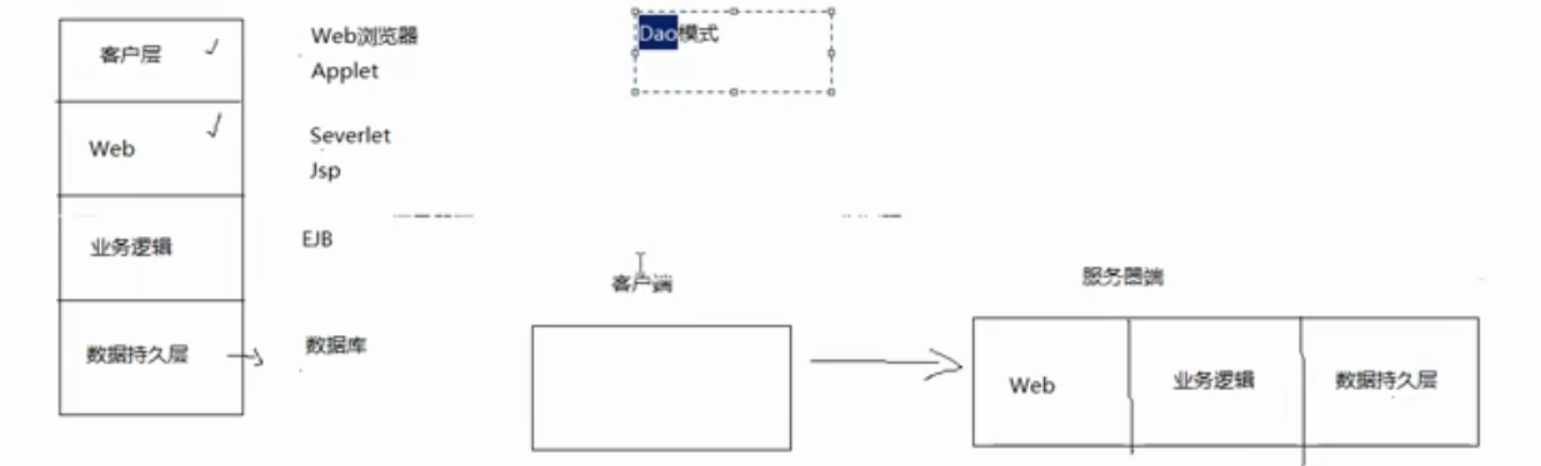 客户层
Web浏览器
Applet
Dao模式
Web
Severlet
Jsp
业务逻辑
EJB
数据持久层
数据库
客户端
服务器端
Web
业务逻辑
数据持久层